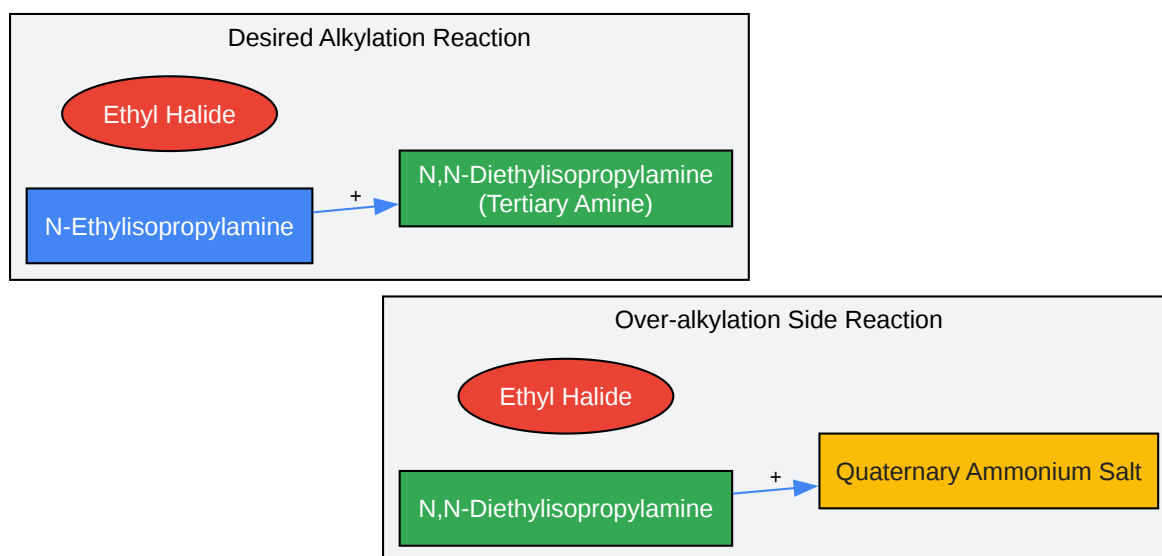 Desired Alkylation Reaction
Ethyl Halide
N-Ethylisopropylamine
+
N,N-Diethylisopropylamine
(Tertiary Amine)
Over-alkylation Side Reaction
Ethyl Halide
N,N-Diethylisopropylamine
+
Quaternary Ammonium Salt